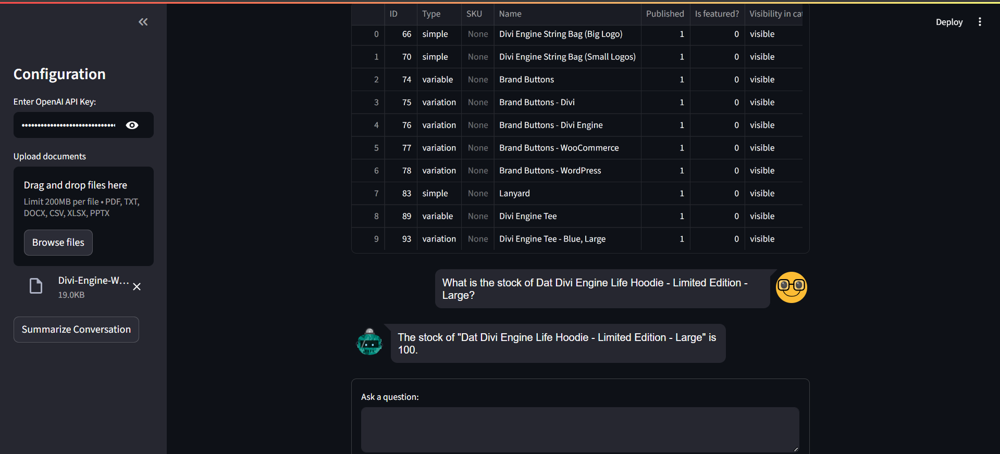 Configuration
Enter OpenAI API Key:
Upload documents
Drag and drop files here
Limit 200MB per file • PDF, TXT,
DOCX, CSV, XLSX, PPTX
Browse files
Divi-Engine-W...
19.0KB
Summarize Conversation
Deploy
ID Type SKU Name Published Is featured? Visibility in cat
0 66 simple None Divi Engine String Bag (Big Logo) 1 0 visible
1 70 simple None Divi Engine String Bag (Small Logos) 1 0 visible
2 74 variable None Brand Buttons 1 0 visible
3 75 variation None Brand Buttons - Divi 1 0 visible
4 76 variation None Brand Buttons - Divi Engine 1 0 visible
5 77 variation None Brand Buttons - WooCommerce 1 0 visible
6 78 variation None Brand Buttons - WordPress 1 0 visible
7 83 simple None Lanyard 1 0 visible
8 89 variable None Divi Engine Tee 1 0 visible
9 93 variation None Divi Engine Tee - Blue, Large 1 0 visible
What is the stock of Dat Divi Engine Life Hoodie - Limited Edition -
Large?
The stock of "Dat Divi Engine Life Hoodie - Limited Edition - Large" is
100.
Ask a question: